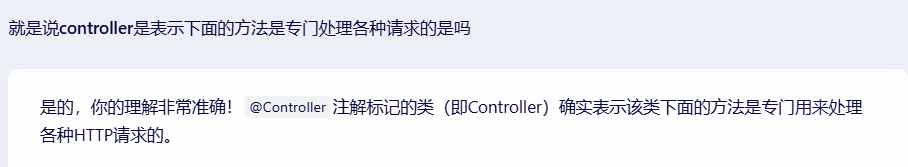 就是说controller是表示下面的方法是专门处理各种请求的是吗
是的，你的理解非常准确！ @Controller 注解标记的类（即Controller）确实表示该类下面的方法是专门用来处理
各种HTTP请求的。